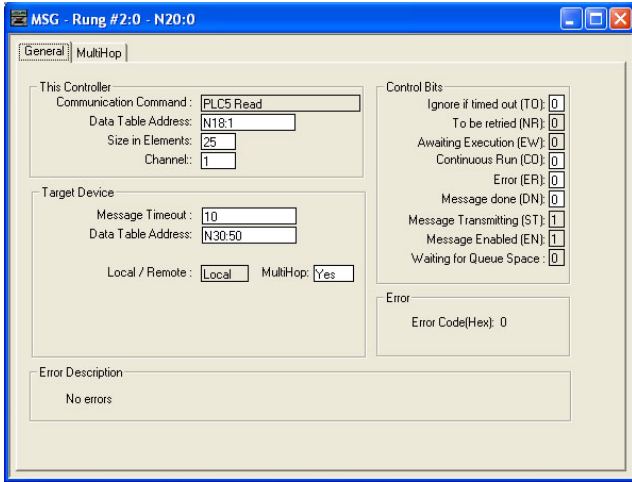 MSG - Rung #2:0 - N20:0
General
MultiHop
This Controller
Communication Command : PLC5 Read
Data Table Address: N18:1
Size in Elements: 25
Channel:: 1
Target Device
Message Timeout : 10
Data Table Address: N30:50
Local / Remote : Local MultiHop: Yes
Control Bits
Ignore if timed out (TO): 0
To be retried (NR): 0
Awaiting Execution (EW): 0
Continuous Run (CO): 0
Error (ER): 0
Message done (DN): 0
Message Transmitting (ST): 1
Message Enabled (EN): 1
Waiting for Queue Space : 0
Error
Error Code(Hex): 0
Error Description
No errors